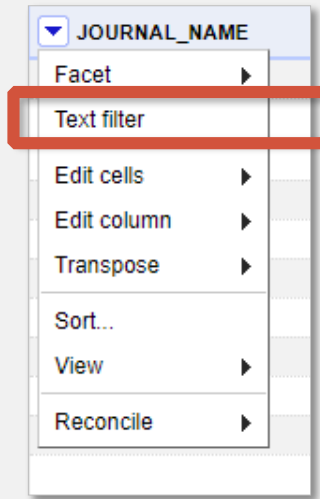 JOURNAL_NAME
Facet
Text filter
Edit cells
Edit column
Transpose
Sort...
View
Reconcile